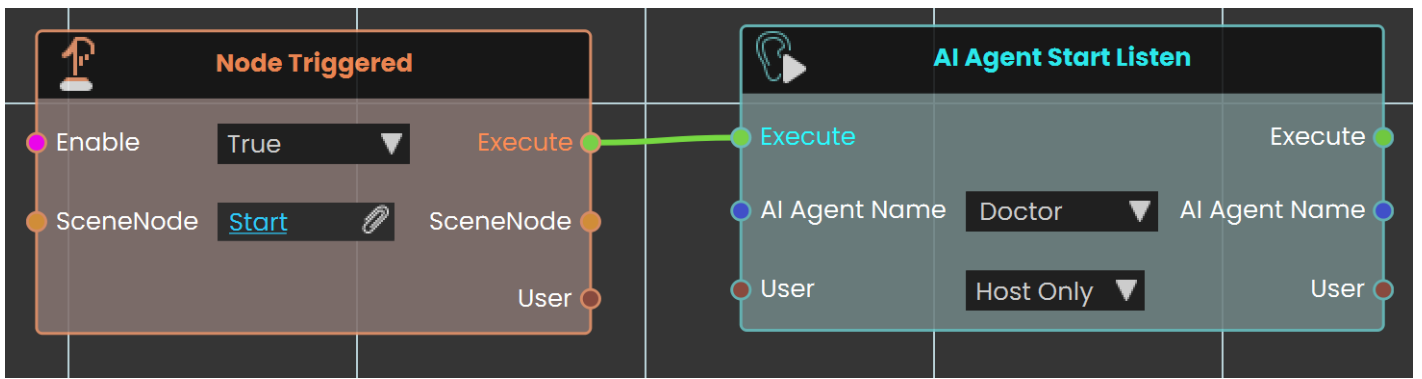 Node Triggered
Enable True Execute
SceneNode Start SceneNode
User
AI Agent Start Listen
Execute Execute
AI Agent Name Doctor AI Agent Name
User Host Only User